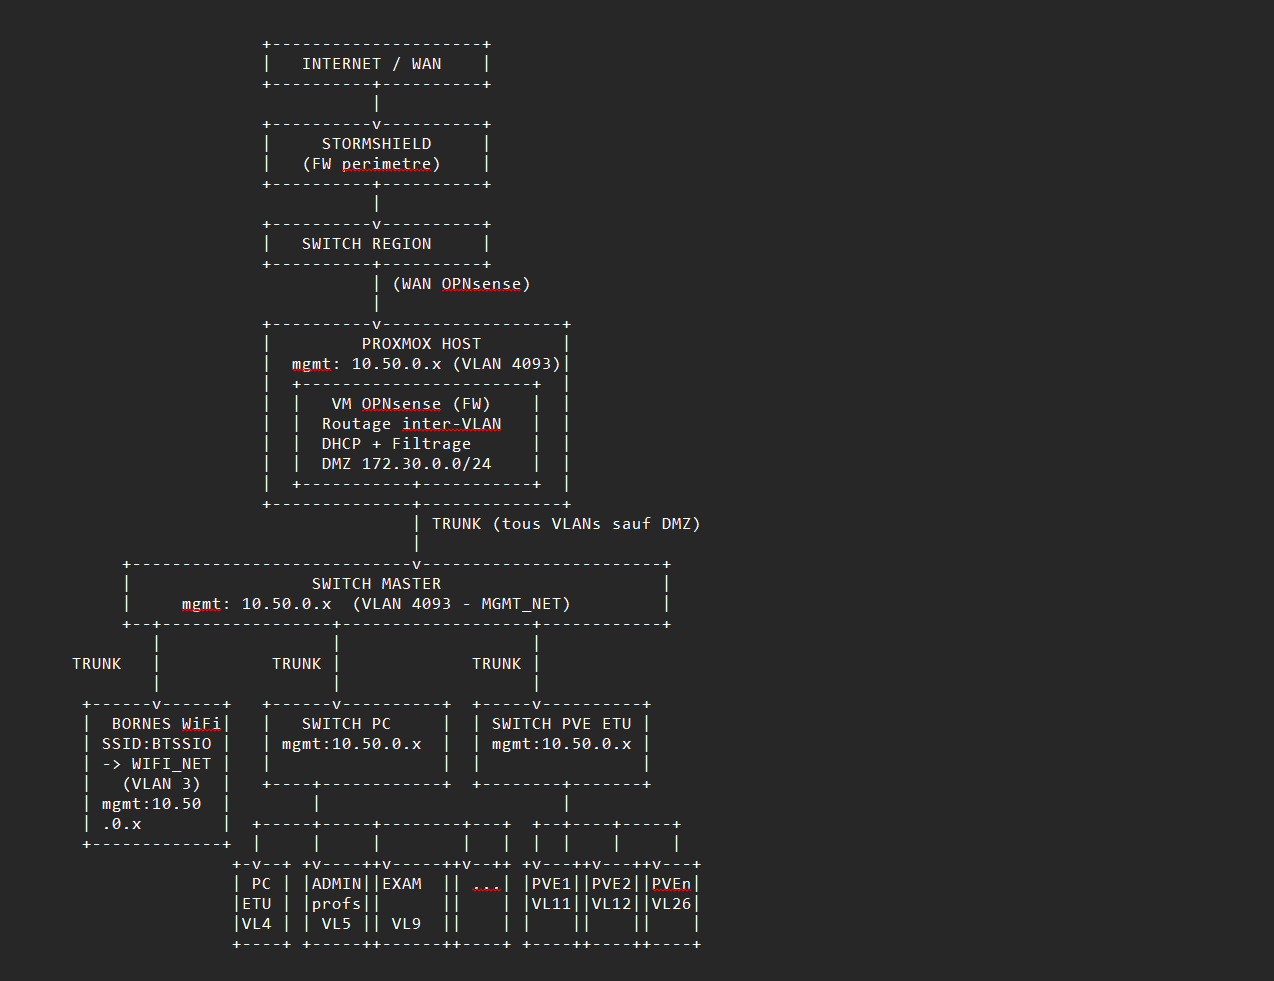 +---------------------+
|   INTERNET / WAN    |
+----------+----------+
           |
+----------v----------+
|     STORMSHIELD     |
|   (FW perimetre)    |
+----------+----------+
           |
+----------v----------+
|   SWITCH REGION     |
+----------+----------+
           | (WAN OPNsense)
           |
+----------v------------------+
|         PROXMOX HOST        |
|  mgmt: 10.50.0.x (VLAN 4093)|
|  +-----------------------+  |
|  |   VM OPNsense (FW)    |  |
|  |  Routage inter-VLAN   |  |
|  |  DHCP + Filtrage      |  |
|  |  DMZ 172.30.0.0/24    |  |
|  +-----------+-----------+  |
+--------------+--------------+
               | TRUNK (tous VLANs sauf DMZ)
               |
+----------------------------v------------------------+
|                  SWITCH MASTER                      |
|     mgmt: 10.50.0.x  (VLAN 4093 - MGMT_NET)         |
+--+-----------------+-------------------+------------+
   |                 |                   |
TRUNK   |           TRUNK |             TRUNK |
   |                 |                   |
+------v------+   +------v----------+  +-----v----------+
|  BORNES WiFi|   |   SWITCH PC     |  | SWITCH PVE ETU |
| SSID:BTSSIO |   | mgmt:10.50.0.x  |  | mgmt:10.50.0.x |
| -> WIFI_NET |   |                 |  |                |
|   (VLAN 3)  |   +----+------------+  +--------+-------+
| mgmt:10.50  |        |                        |
| .0.x        |  +-----+-----+--------+---+  +--+----+-----+
+-------------+  |     |     |        |   |  |  |    |     |
+-v--+ +v----++v-----++v--++ +v---++v---++v---+
| PC | |ADMIN||EXAM  || ...| |PVE1||PVE2||PVEn|
|ETU | |profs||      ||    | |VL11||VL12||VL26|
|VL4 | | VL5 || VL9  ||    | |    ||    ||    |
+----+ +-----++------++----+ +----++----++----+